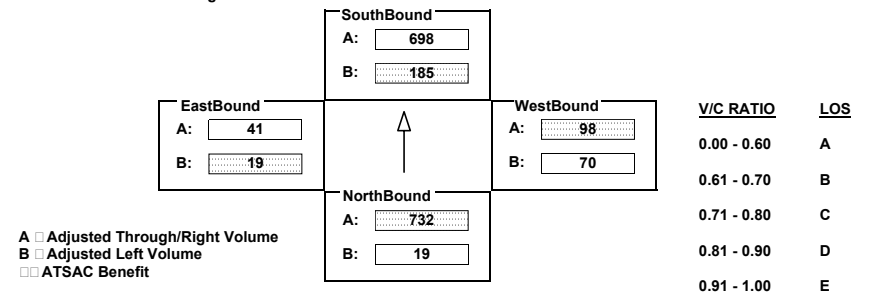 SouthBound
A: 698
B: 185
EastBound
A: 41
B: 19
WestBound
A: 98
B: 70
NorthBound
A: 732
B: 19
A □ Adjusted Through/Right Volume
B □ Adjusted Left Volume
□□ ATSAC Benefit
V/C RATIO LOS
0.00 - 0.60 A
0.61 - 0.70 B
0.71 - 0.80 C
0.81 - 0.90 D
0.91 - 1.00 E